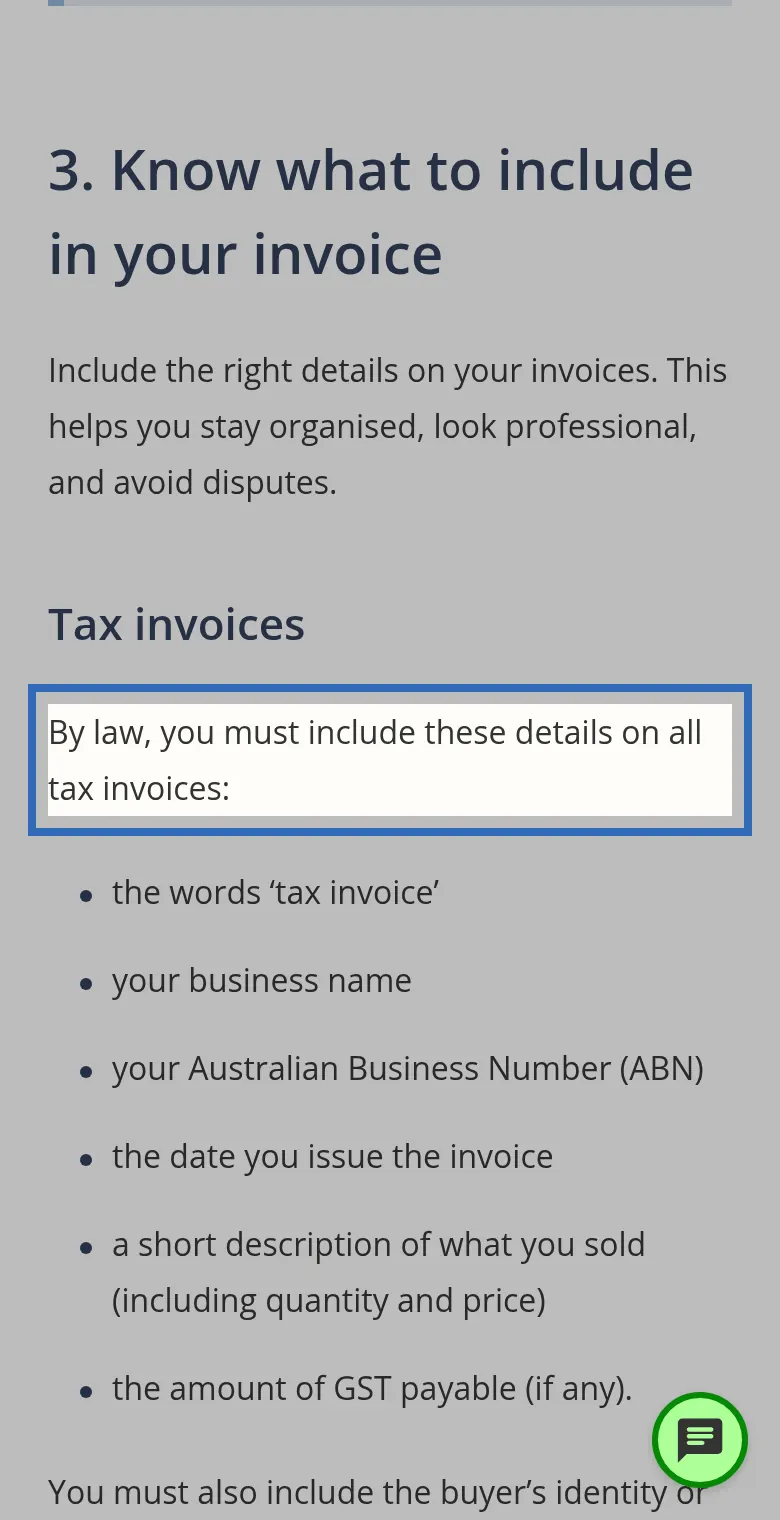 3. Know what to include
in your invoice
Include the right details on your invoices. This
helps you stay organised, look professional,
and avoid disputes.
Tax invoices
By law, you must include these details on all
tax invoices:
• the words ‘tax invoice’
• your business name
• your Australian Business Number (ABN)
• the date you issue the invoice
• a short description of what you sold
(including quantity and price)
• the amount of GST payable (if any).
You must also include the buyer’s identity or